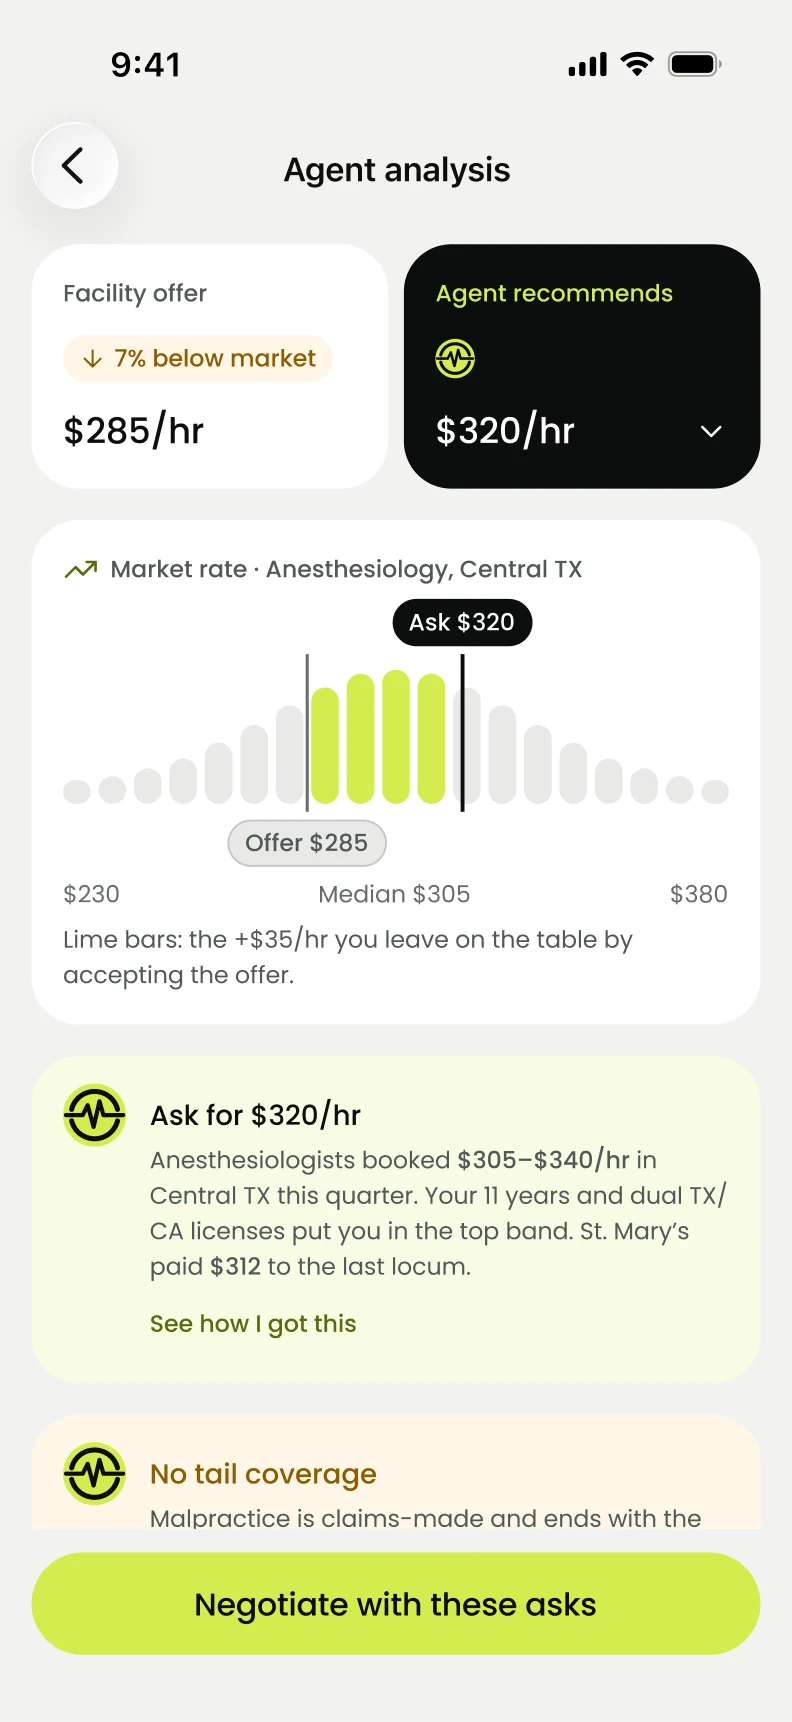 9:41
Agent analysis
Facility offer
7% below market
$285/hr
Agent recommends
$320/hr
Market rate · Anesthesiology, Central TX
Ask $320
Offer $285
$230
Median $305
$380
Lime bars: the +$35/hr you leave on the table by
accepting the offer.
Ask for $320/hr
Anesthesiologists booked $305–$340/hr in
Central TX this quarter. Your 11 years and dual TX/
CA licenses put you in the top band. St. Mary’s
paid $312 to the last locum.
See how I got this
No tail coverage
Malpractice is claims-made and ends with the
Negotiate with these asks